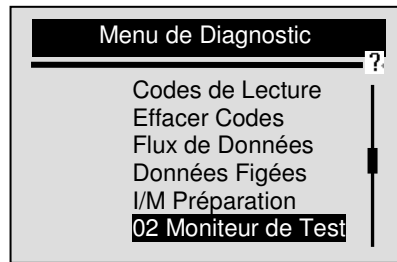 Menu de Diagnostic
?
Codes de Lecture
Effacer Codes
Flux de Données
Données Figées
I/M Préparation
02 Moniteur de Test